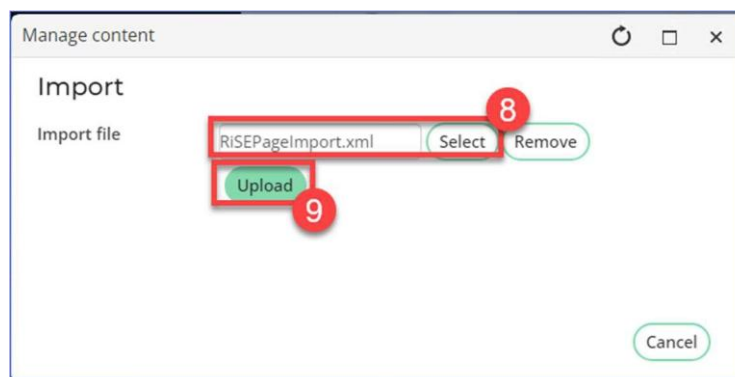 Manage content
Import
8
Import file RiSEPageImport.xml Select Remove
Upload
9
Cancel